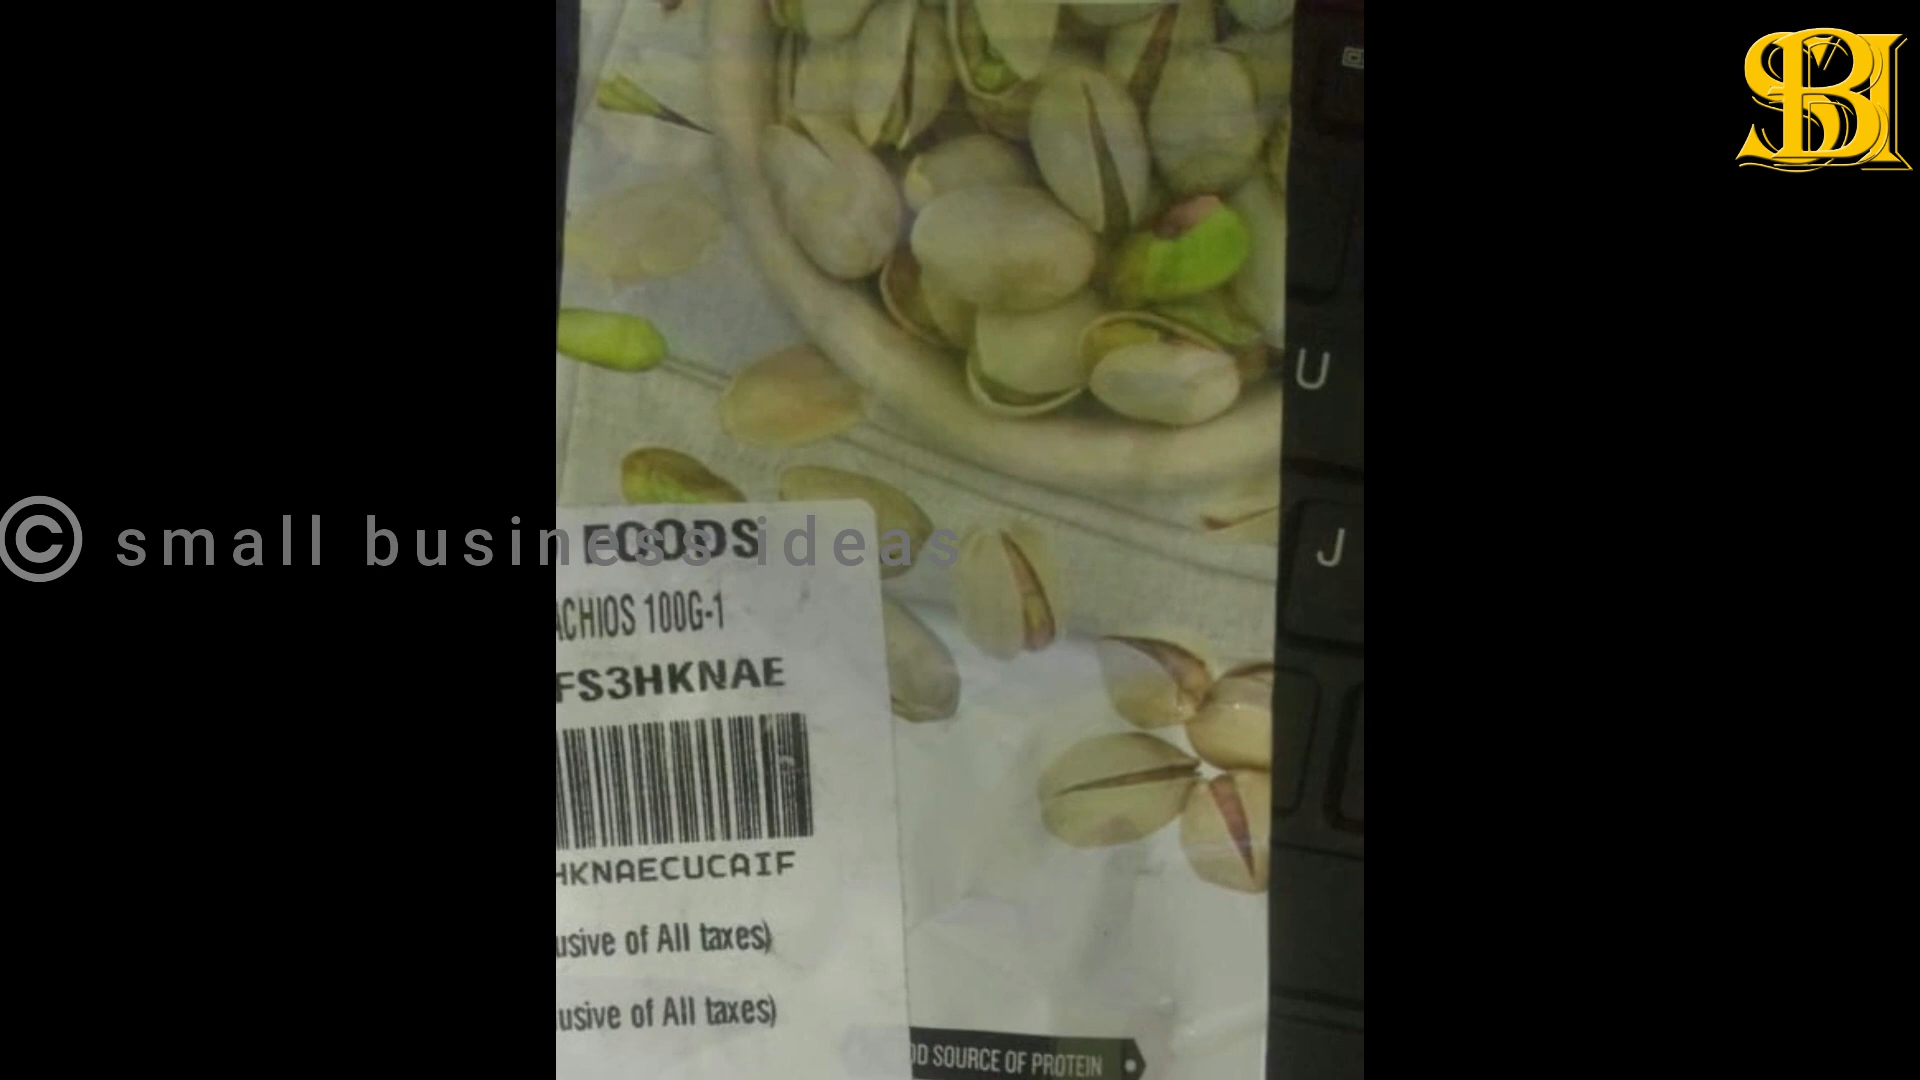 SBI
U
J
© small business ideas
FOODS
ACHIOS 100G-1
FS3HKNAE
HKNAECUCAIF
usive of All taxes)
usive of All taxes)
OD SOURCE OF PROTEIN